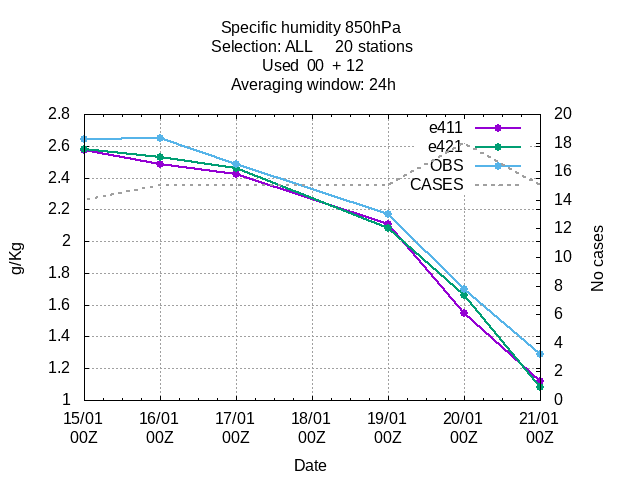 Specific humidity 850hPa
Selection: ALL     20 stations
Used  00  + 12
Averaging window: 24h
2.8
2.6
2.4
2.2
2
1.8
1.6
1.4
1.2
1
g/Kg
20
18
16
14
12
10
8
6
4
2
0
No cases
e411
e421
OBS
CASES
15/01 16/01 17/01 18/01 19/01 20/01 21/01
00Z 00Z 00Z 00Z 00Z 00Z 00Z
Date